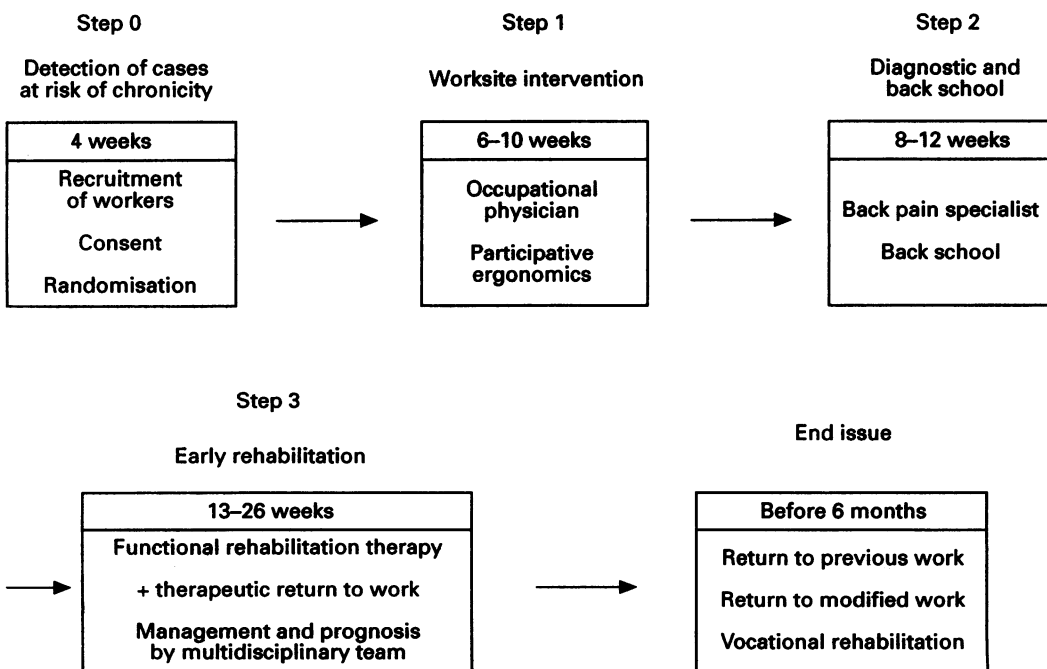 Step 0
Detection of cases
at risk of chronicity
4 weeks
Recruitment
of workers
Consent
Randomisation
Step 1
Worksite intervention
6–10 weeks
Occupational
physician
Participative
ergonomics
Step 2
Diagnostic and
back school
8–12 weeks
Back pain specialist
Back school
Step 3
Early rehabilitation
13–26 weeks
Functional rehabilitation therapy
+ therapeutic return to work
Management and prognosis
by multidisciplinary team
End issue
Before 6 months
Return to previous work
Return to modified work
Vocational rehabilitation